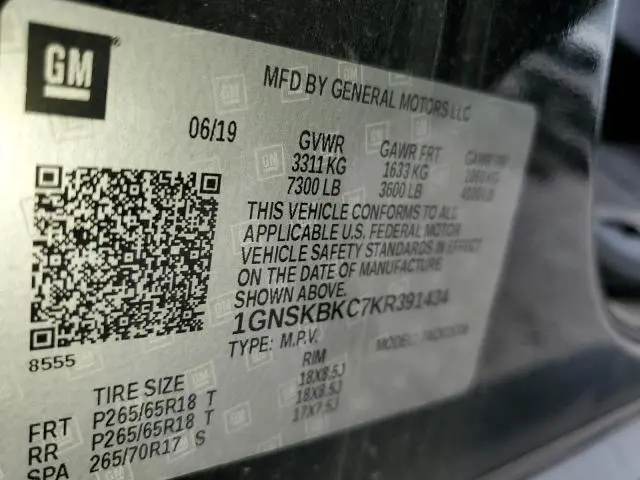 GM
MFD BY GENERAL MOTORS LLC
06/19 GVWR GAWR FRT
3311 KG 1633 KG
7300 LB 3600 LB
THIS VEHICLE CONFORMS TO ALL
APPLICABLE U.S. FEDERAL MOTOR
VEHICLE SAFETY STANDARDS IN EFFECT
ON THE DATE OF MANUFACTURE
SHOWN ABOVE.
1GNSKBKC7KR391434
8555 TYPE: M.P.V. MODEL:
TIRE SIZE RIM
FRT P265/65R18 T 18X8.5J
RR P265/65R18 T 18X8.5J
SPA 265/70R17 S 17X7.5J